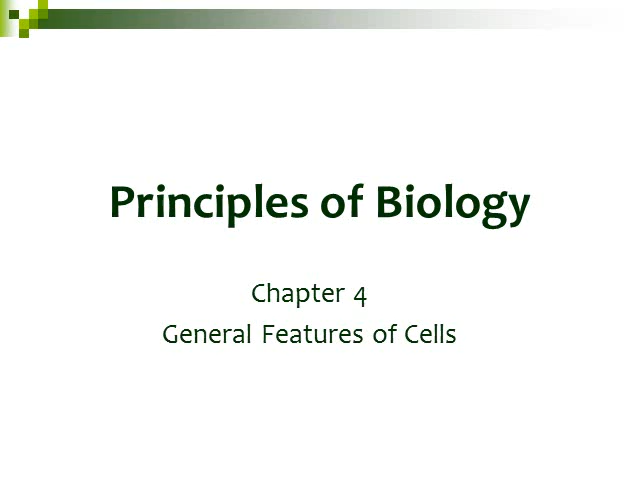 Principles of Biology
Chapter 4
General Features of Cells